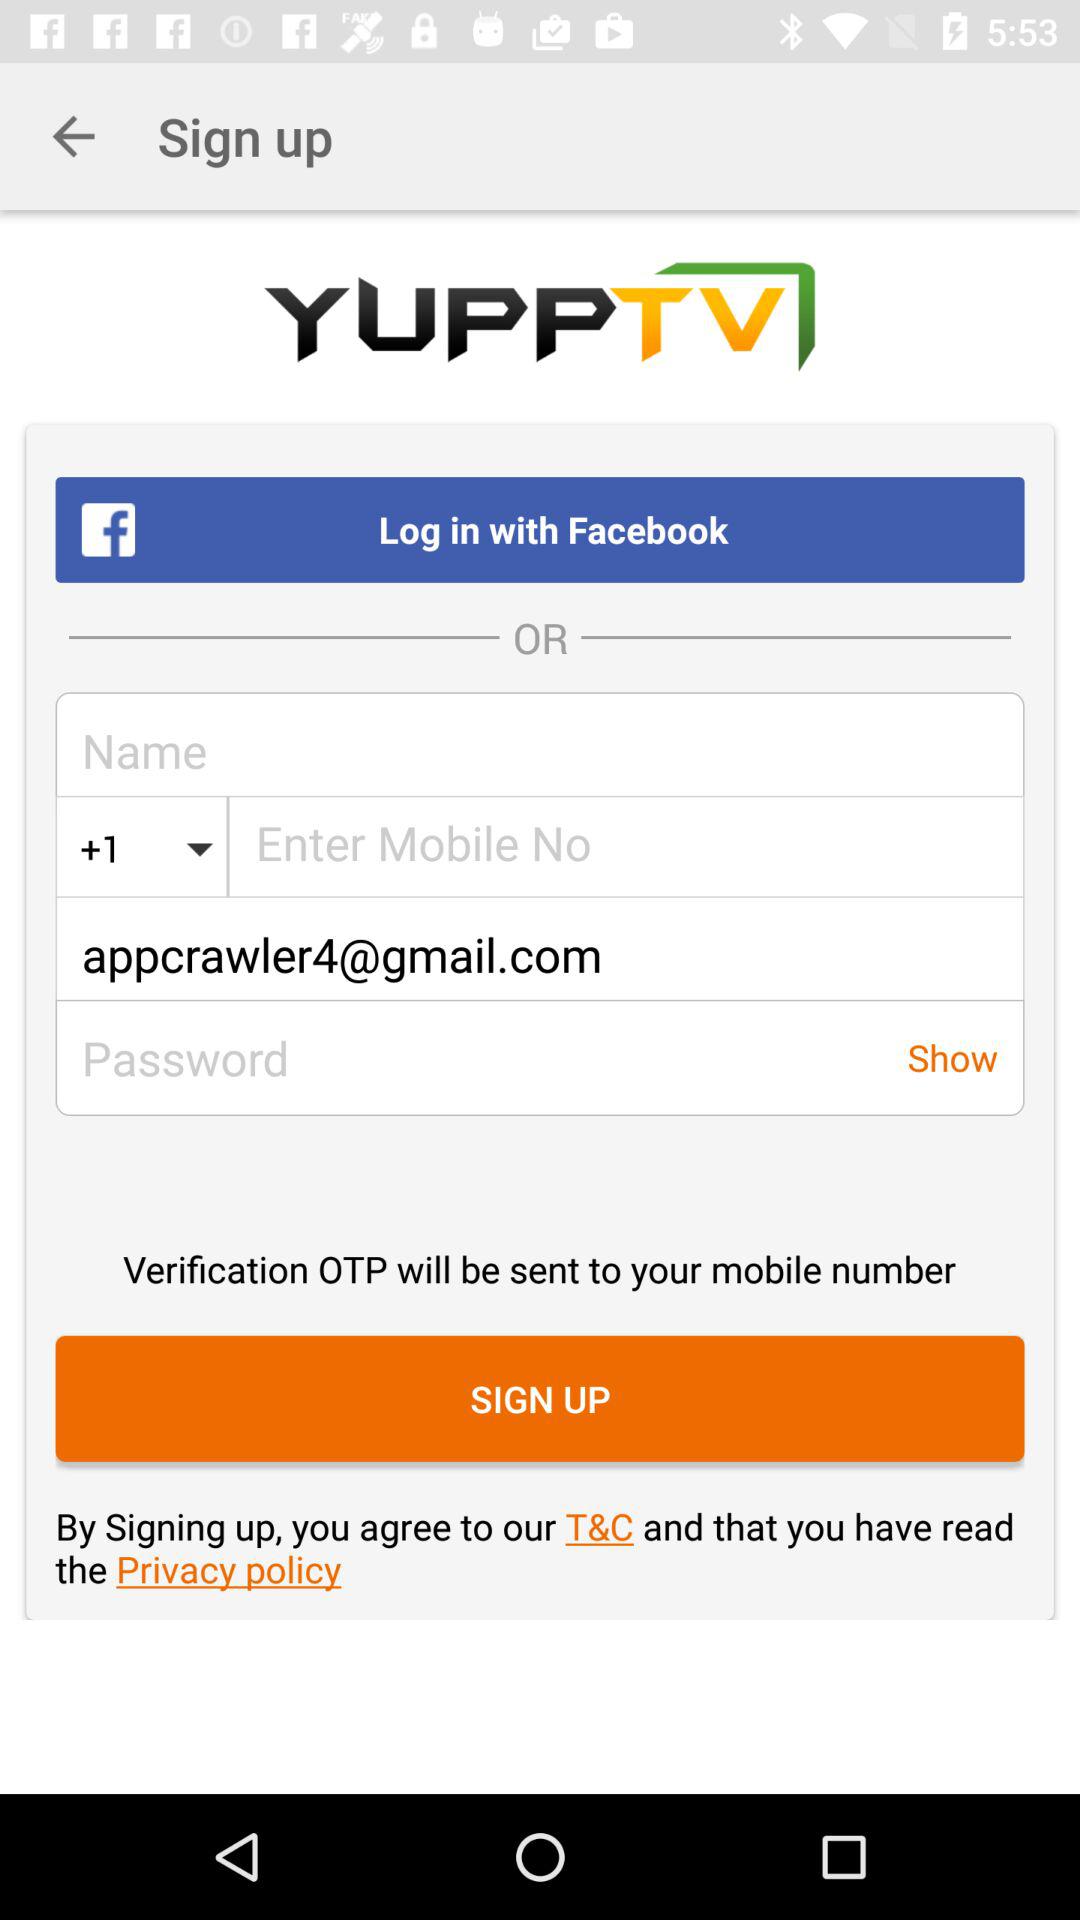 FAKE
5:53
Sign up
YUPPTV
Log in with Facebook
OR
Name
+1
Enter Mobile No
appcrawler4@gmail.com
Password
Show
Verification OTP will be sent to your mobile number
SIGN UP
By Signing up, you agree to our T&C and that you have read
the Privacy policy